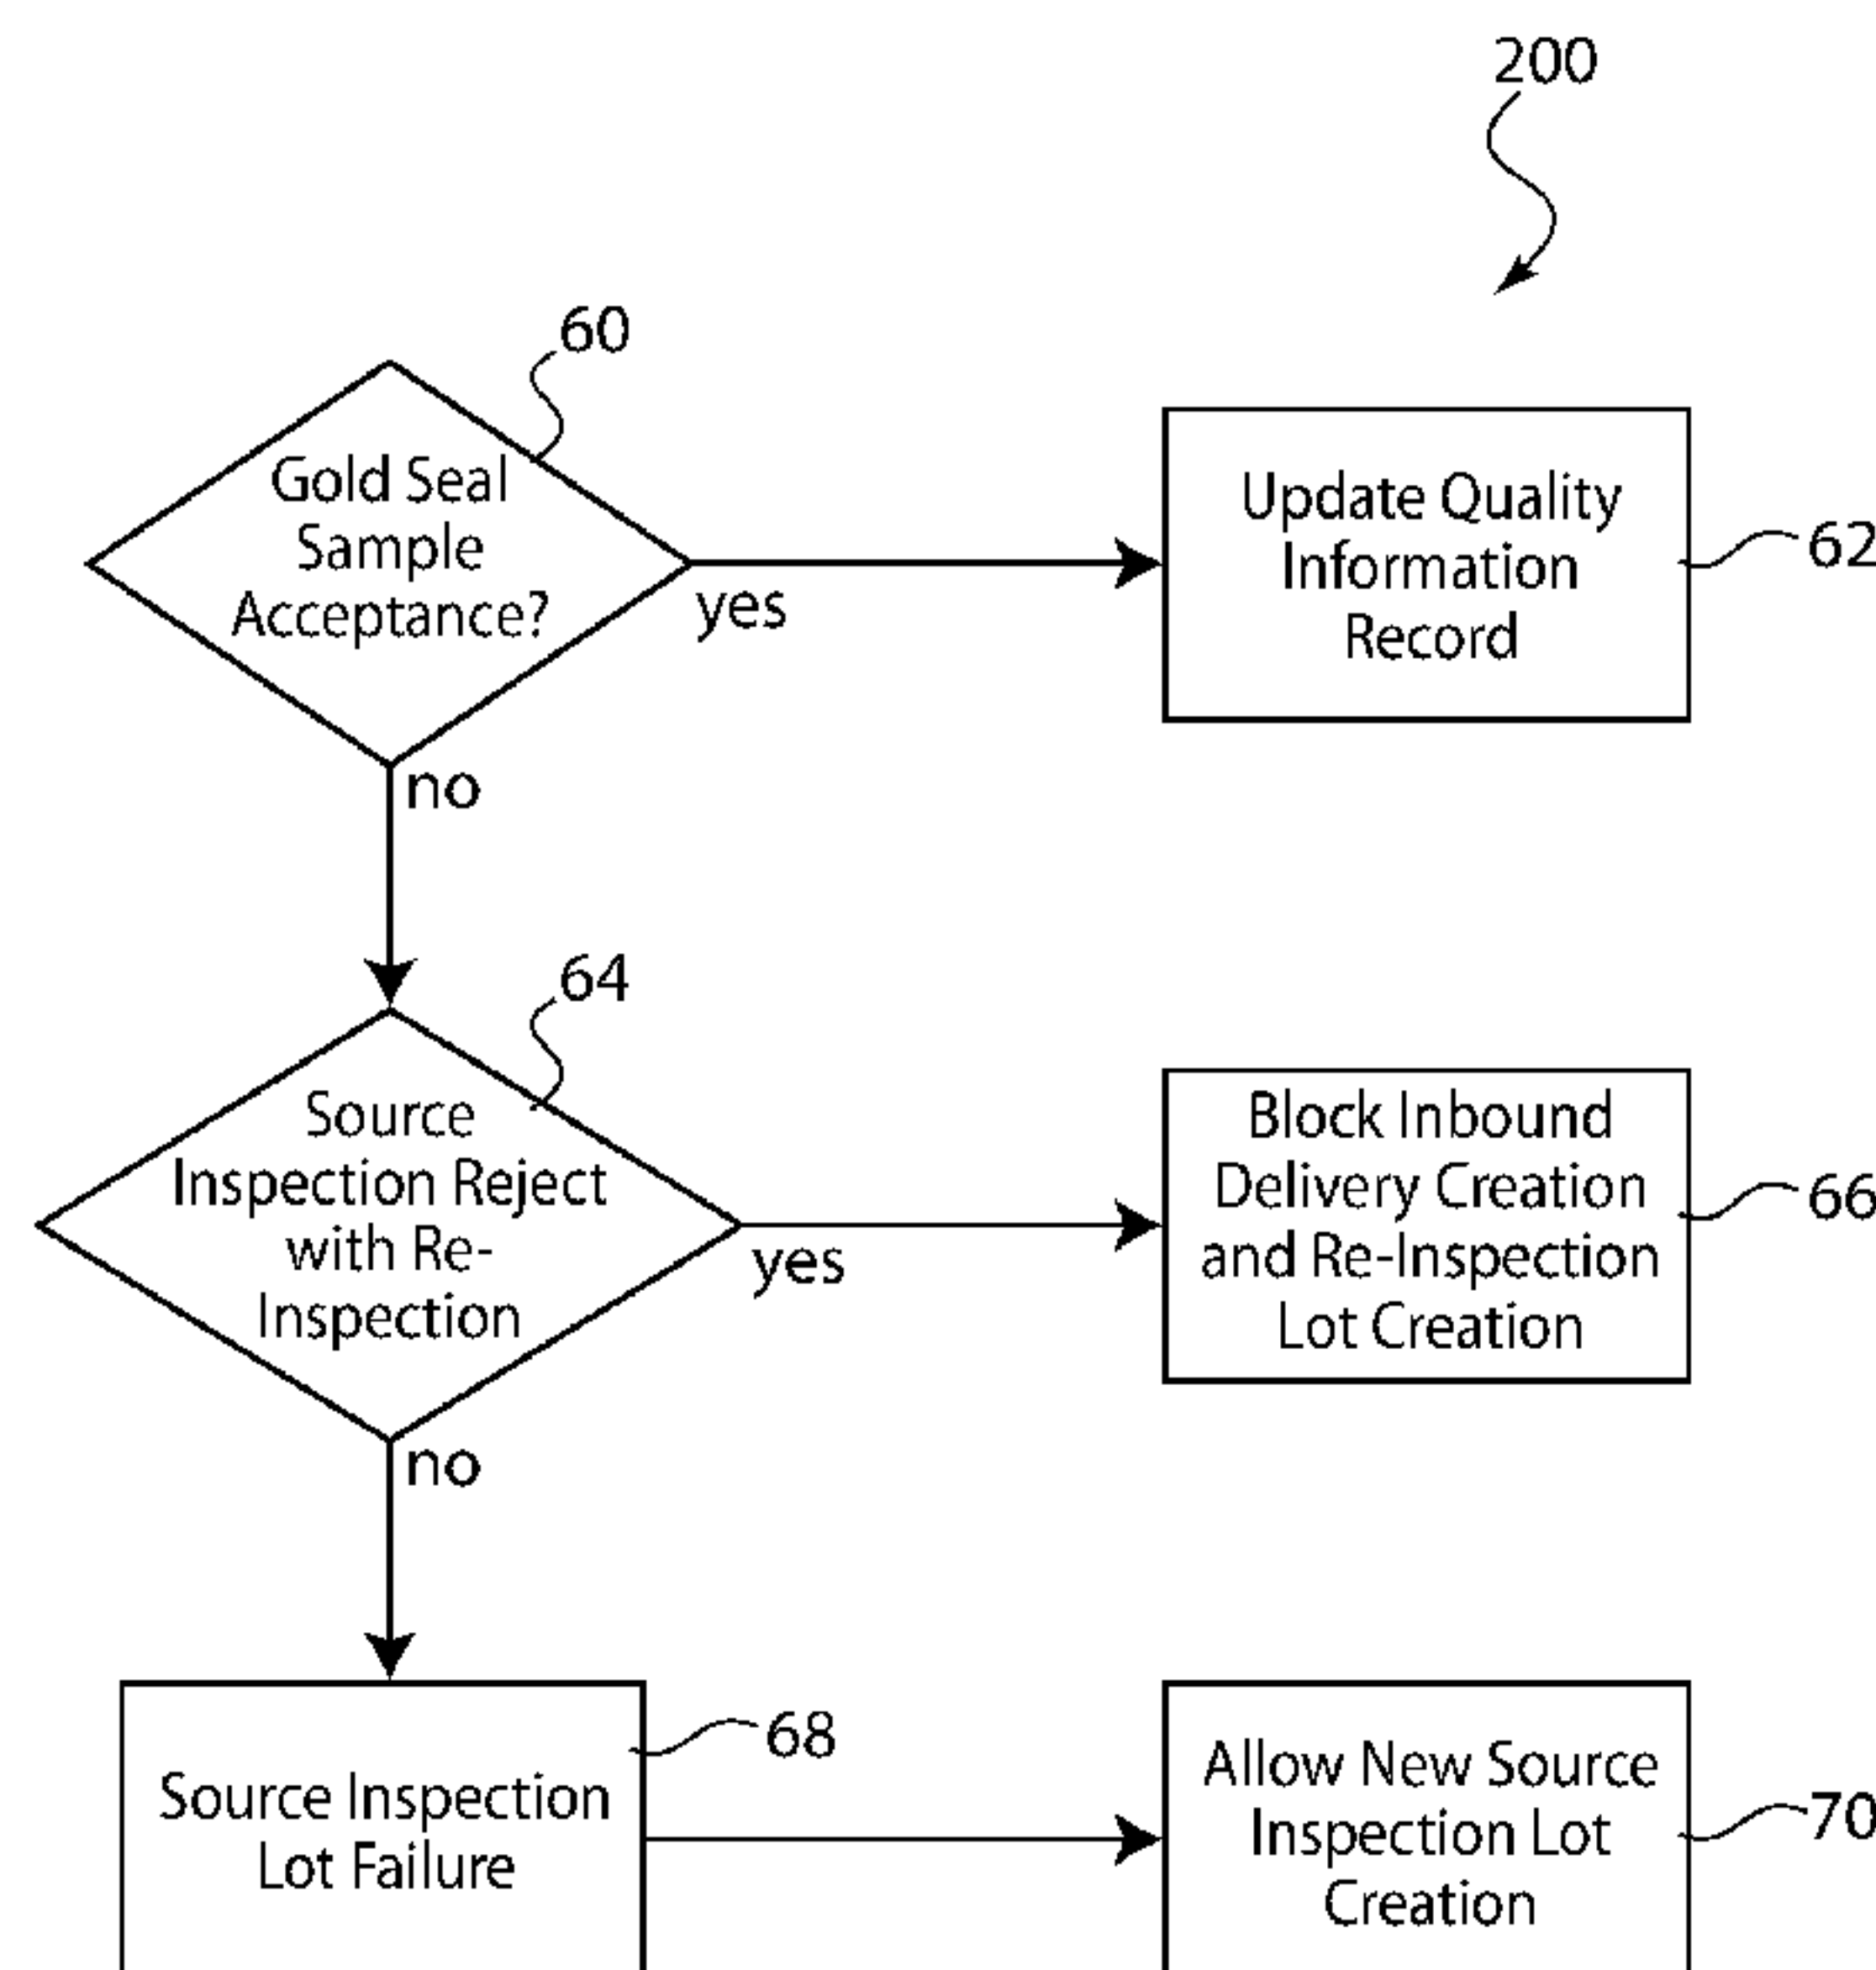 200
60
Gold Seal
Sample
Acceptance?
yes
no
Update Quality
Information
Record
62
64
Source
Inspection Reject
with Re-
Inspection
yes
no
Block Inbound
Delivery Creation
and Re-Inspection
Lot Creation
66
68
Source Inspection
Lot Failure
Allow New Source
Inspection Lot
Creation
70